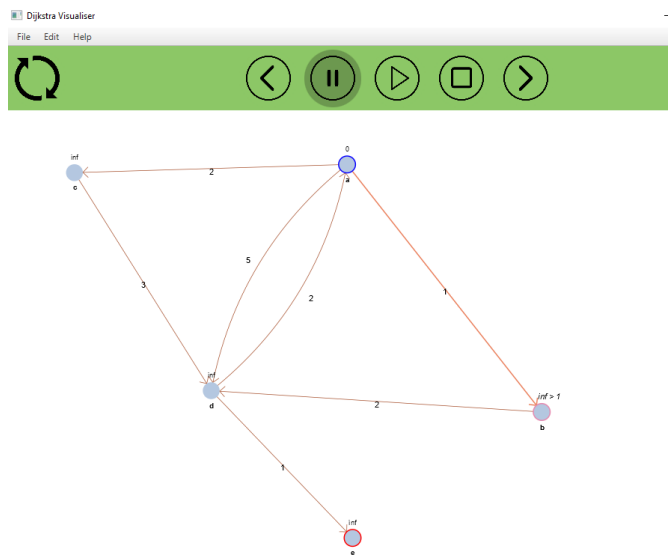 Dijkstra Visualiser
File Edit Help
0
inf
2
c
a
5
3
2
1
inf
d
inf > 1
2
b
1
inf
e